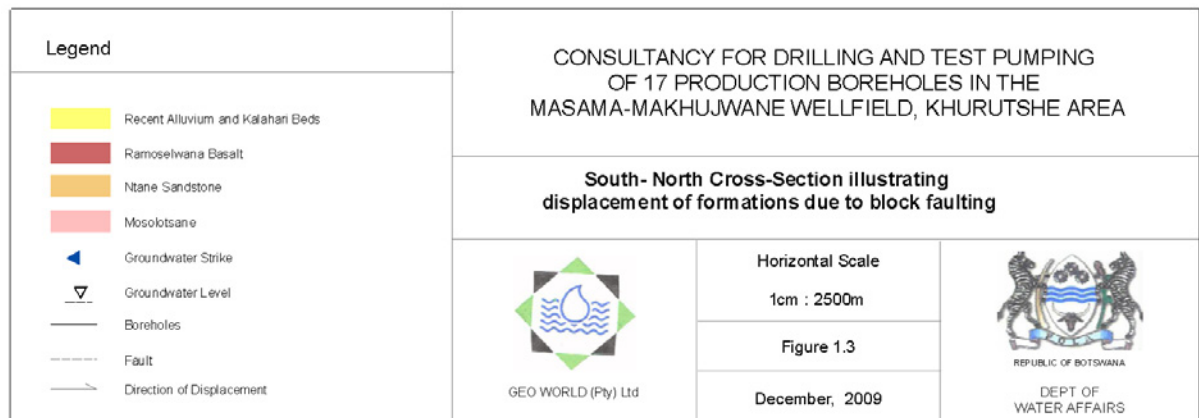 Legend
Recent Alluvium and Kalahari Beds
Ramoselwana Basalt
Ntane Sandstone
Mosolotsane
Groundwater Strike
Groundwater Level
Boreholes
Fault
Direction of Displacement
CONSULTANCY FOR DRILLING AND TEST PUMPING
OF 17 PRODUCTION BOREHOLES IN THE
MASAMA-MAKHUJWANE WELLFIELD, KHURUTSHE AREA
South- North Cross-Section illustrating
displacement of formations due to block faulting
GEO WORLD (Pty) Ltd
Horizontal Scale
1cm : 2500m
Figure 1.3
December, 2009
PULA
REPUBLIC OF BOTSWANA
DEPT OF
WATER AFFAIRS